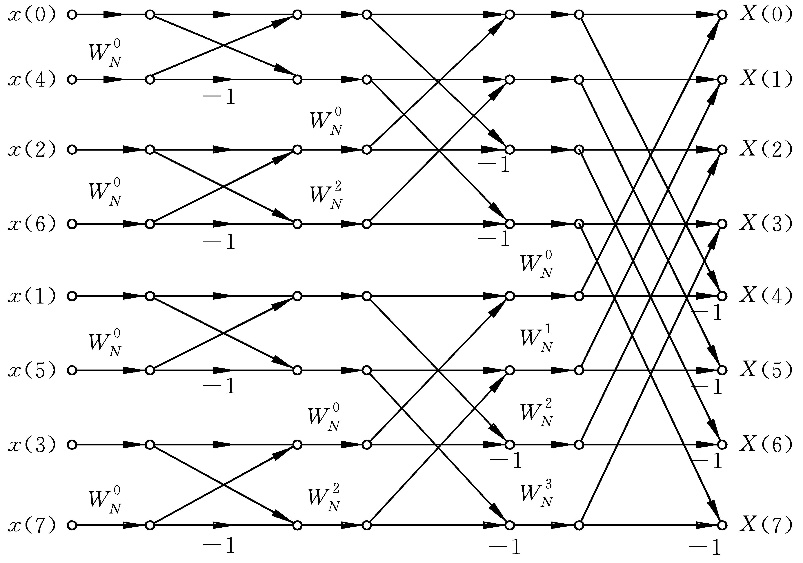 x(0) X(0)
W_N^0
x(4) -1 X(1)
W_N^0
x(2) -1 X(2)
W_N^0 W_N^2
x(6) -1 -1 X(3)
W_N^0
x(1) -1 X(4)
W_N^0 W_N^1
x(5) -1 -1 X(5)
W_N^0 W_N^2
x(3) -1 -1 X(6)
W_N^0 W_N^2 W_N^3
x(7) -1 -1 -1 X(7)